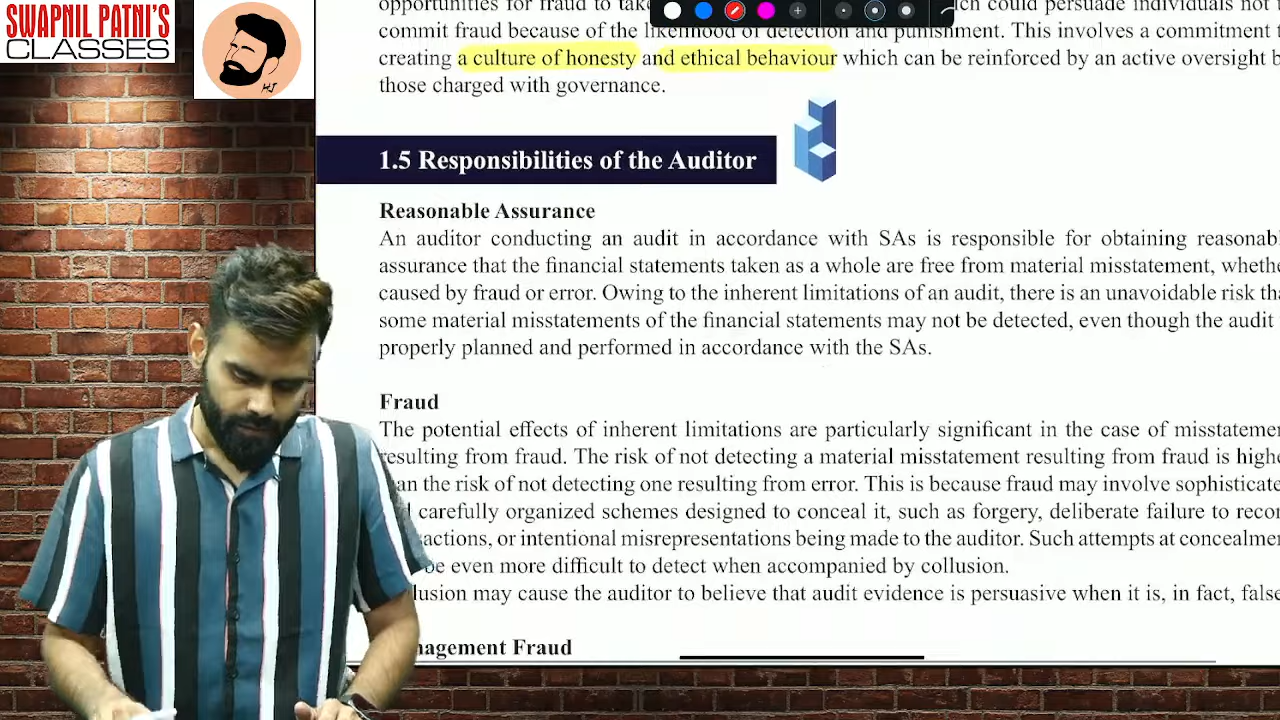 SWAPNIL PATNI'S
CLASSES
HJ
opportunities for fraud to take which could persuade individuals not
commit fraud because of the likelihood of detection and punishment. This involves a commitment
creating a culture of honesty and ethical behaviour which can be reinforced by an active oversight
those charged with governance.
1.5 Responsibilities of the Auditor
Reasonable Assurance
An auditor conducting an audit in accordance with SAs is responsible for obtaining reasonabl
assurance that the financial statements taken as a whole are free from material misstatement, whethe
caused by fraud or error. Owing to the inherent limitations of an audit, there is an unavoidable risk tha
some material misstatements of the financial statements may not be detected, even though the audit
properly planned and performed in accordance with the SAs.
Fraud
The potential effects of inherent limitations are particularly significant in the case of misstatemen
resulting from fraud. The risk of not detecting a material misstatement resulting from fraud is highe
an the risk of not detecting one resulting from error. This is because fraud may involve sophisticate
carefully organized schemes designed to conceal it, such as forgery, deliberate failure to recor
actions, or intentional misrepresentations being made to the auditor. Such attempts at concealmen
be even more difficult to detect when accompanied by collusion.
lusion may cause the auditor to believe that audit evidence is persuasive when it is, in fact, false
nagement Fraud